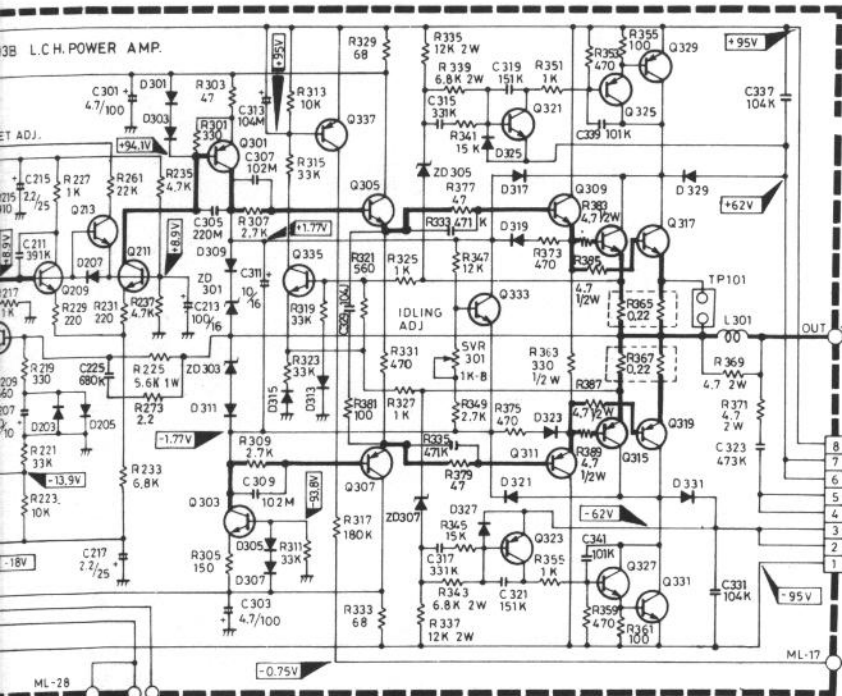 L.CH. POWER AMP.
+95V
R329
68
R335
12K 2W
R339
6.8K 2W
C319
151K
R351
1K
R353
470
R355
100
Q329
+95V
C301
4.7/100
D301
D303
R303
47
C313
104M
R313
10K
Q337
C315
331K
R341
15K
Q321
Q325
C339 101K
D325
C337
104K
ET ADJ.
+94.1V
R301
330
Q301
C307
102M
R315
33K
ZD305
D317
D329
+62V
C215
2.2/25
R227
1K
R261
22K
R235
4.7K
Q213
C305
220M
R307
2.7K
+1.77V
Q305
R377
47
R333
471K
Q309
R383
4.7 1/2W
Q317
+8.9V
C211
391K
D207
Q211
+8.9V
D309
ZD
301
C311
10/16
Q335
R321
560
R325
1K
R347
12K
D319
R373
470
R385
4.7
1/2W
TP101
Q209
R229
220
R231
220
R237
4.7K
C213
100/16
R319
33K
C329
104J
IDLING
ADJ
Q333
R365
0.22
L301
OUT
R217
1K
R219
330
C225
680K
R225
5.6K 1W
R273
2.2
ZD303
R323
33K
R331
470
SVR
301
1K-B
R363
330
1/2W
R367
0.22
R369
4.7 2W
D203
D205
D311
D315
D313
R381
100
R327
1K
R349
2.7K
R375
470
D323
R387
4.7 1/2W
R371
4.7
2W
-1.77V
R309
2.7K
R335
471K
Q311
R389
4.7
1/2W
Q315
Q319
C323
473K
R221
33K
-13.9V
R223
10K
R233
6.8K
C309
102M
-93.8V
Q307
R379
47
D321
D331
8
7
6
5
4
3
2
1
Q303
R317
180K
ZD307
D327
R345
15K
Q323
-62V
C341
101K
-18V
C217
2.2/25
R305
150
D305
D307
R311
33K
C317
331K
R355
1K
Q327
Q331
C331
104K
-95V
C303
4.7/100
R333
68
R343
6.8K 2W
C321
151K
R337
12K 2W
R359
470
R361
100
ML-28
-0.75V
ML-17